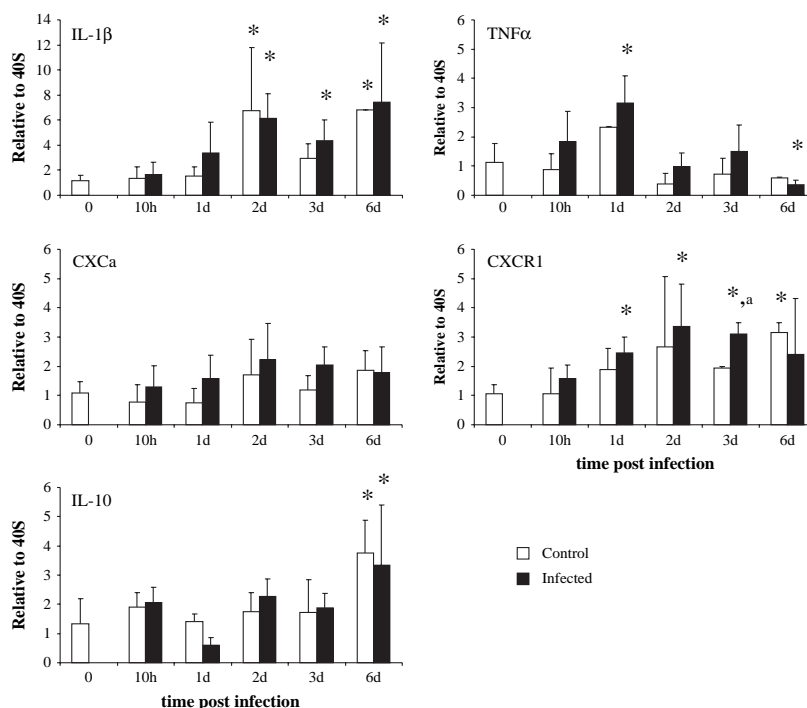 IL-1β
Relative to 40S
14
12
10
8
6
4
2
0
0 10h 1d 2d 3d 6d
* * * * *
TNFα
Relative to 40S
6
5
4
3
2
1
0
0 10h 1d 2d 3d 6d
* *
CXCa
Relative to 40S
6
5
4
3
2
1
0
0 10h 1d 2d 3d 6d
CXCR1
Relative to 40S
6
5
4
3
2
1
0
0 10h 1d 2d 3d 6d
* * *,a *
time post infection
IL-10
Relative to 40S
6
5
4
3
2
1
0
0 10h 1d 2d 3d 6d
* *
time post infection
Control
Infected